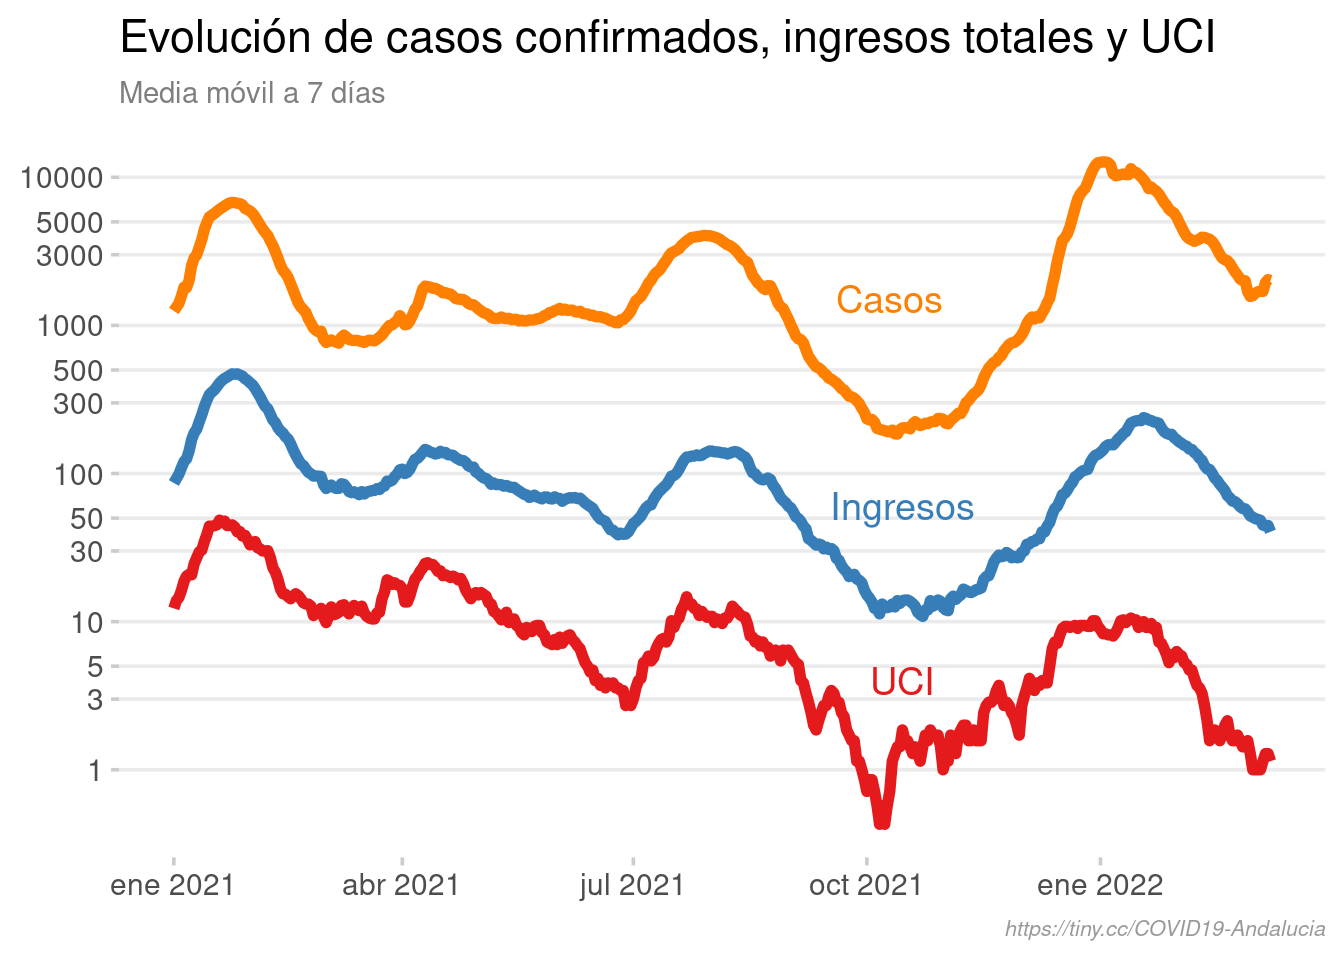 Evolución de casos confirmados, ingresos totales y UCI
Media móvil a 7 días
10000
5000
3000
1000
500
300
100
50
30
10
5
3
1
Casos
Ingresos
UCI
ene 2021
abr 2021
jul 2021
oct 2021
ene 2022
https://tiny.cc/COVID19-Andalucia